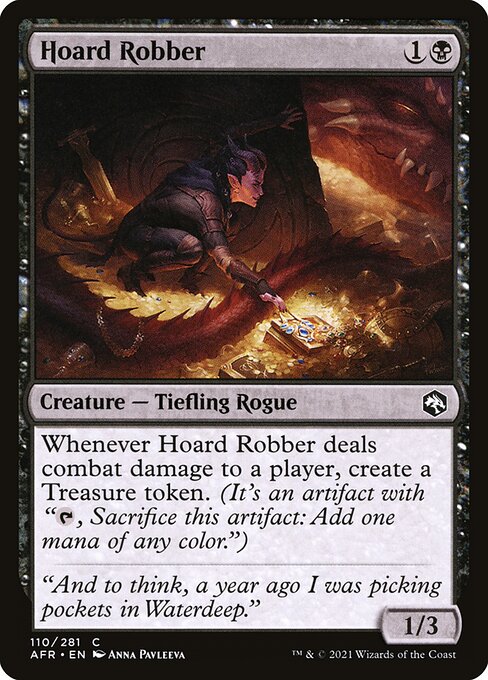 Hoard Robber 1
Creature — Tiefling Rogue
Whenever Hoard Robber deals
combat damage to a player, create a
Treasure token. (It's an artifact with
“, Sacrifice this artifact: Add one
mana of any color.”)
“And to think, a year ago I was picking
pockets in Waterdeep.”
1/3
110/281 C
AFR • EN Anna Pavleeva
™ & © 2021 Wizards of the Coast